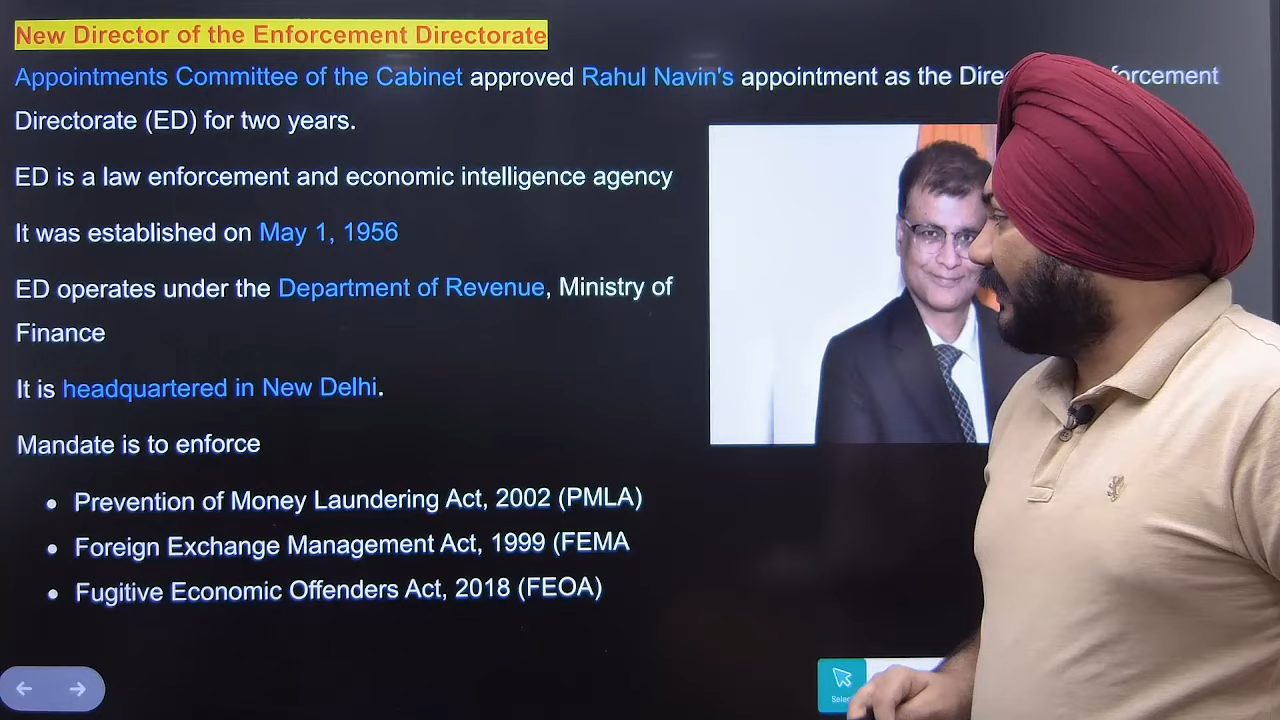 New Director of the Enforcement Directorate
Appointments Committee of the Cabinet approved Rahul Navin's appointment as the Dire forcement
Directorate (ED) for two years.
ED is a law enforcement and economic intelligence agency
It was established on May 1, 1956
ED operates under the Department of Revenue, Ministry of
Finance
It is headquartered in New Delhi.
Mandate is to enforce
• Prevention of Money Laundering Act, 2002 (PMLA)
• Foreign Exchange Management Act, 1999 (FEMA
• Fugitive Economic Offenders Act, 2018 (FEOA)
Selec